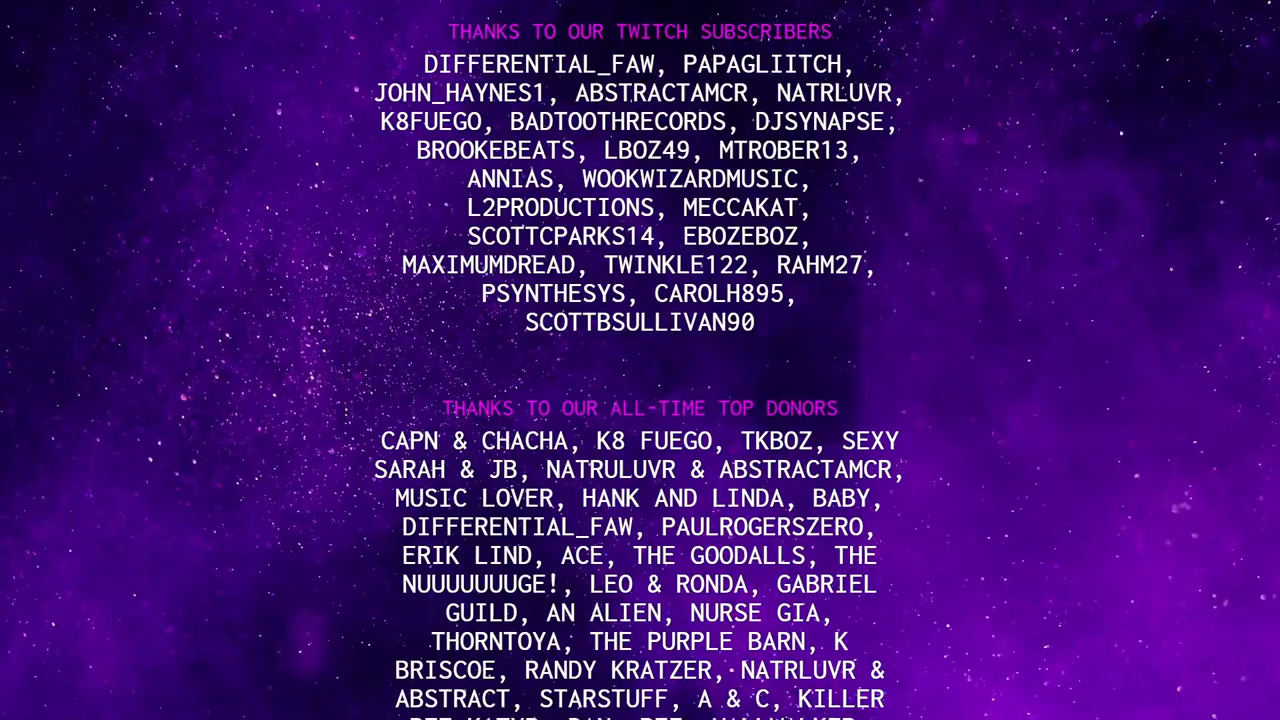 THANKS TO OUR TWITCH SUBSCRIBERS
DIFFERENTIAL_FAW, PAPAGLIITCH,
JOHN_HAYNES1, ABSTRACTAMCR, NATRLUVR,
K8FUEGO, BADTOOTHRECORDS, DJSYNAPSE,
BROOKEBEATS, LBOZ49, MTROBER13,
ANNIAS, WOOKWIZARDMUSIC,
L2PRODUCTIONS, MECCAKAT,
SCOTTCPARKS14, EBOZEBOZ,
MAXIMUMDREAD, TWINKLE122, RAHM27,
PSYNTHESYS, CAROLH895,
SCOTTBSULLIVAN90
THANKS TO OUR ALL-TIME TOP DONORS
CAPN & CHACHA, K8 FUEGO, TKBOZ, SEXY
SARAH & JB, NATRULUVR & ABSTRACTAMCR,
MUSIC LOVER, HANK AND LINDA, BABY,
DIFFERENTIAL_FAW, PAULROGERSZERO,
ERIK LIND, ACE, THE GOODALLS, THE
NUUUUUUUGE!, LEO & RONDA, GABRIEL
GUILD, AN ALIEN, NURSE GIA,
THORNTOYA, THE PURPLE BARN, K
BRISCOE, RANDY KRATZER, NATRLUVR &
ABSTRACT, STARSTUFF, A & C, KILLER